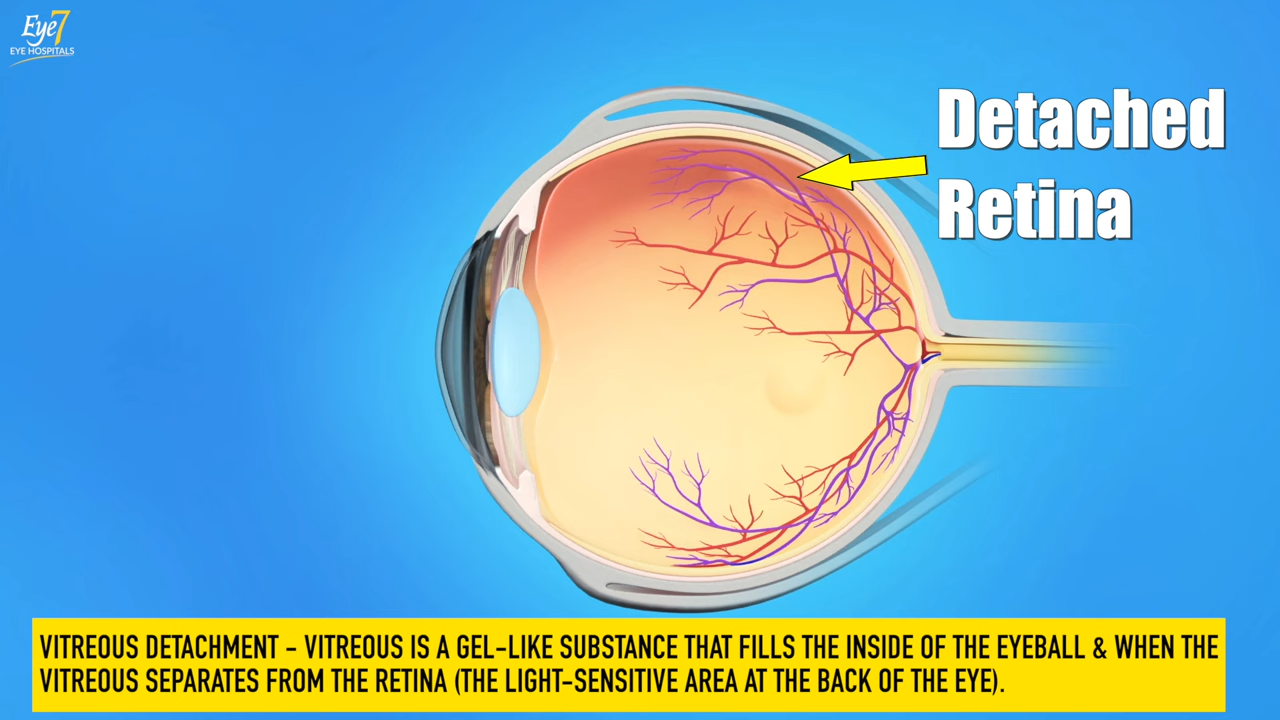 Eye7
EYE HOSPITALS
Detached
Retina
VITREOUS DETACHMENT - VITREOUS IS A GEL-LIKE SUBSTANCE THAT FILLS THE INSIDE OF THE EYEBALL & WHEN THE
VITREOUS SEPARATES FROM THE RETINA (THE LIGHT-SENSITIVE AREA AT THE BACK OF THE EYE).